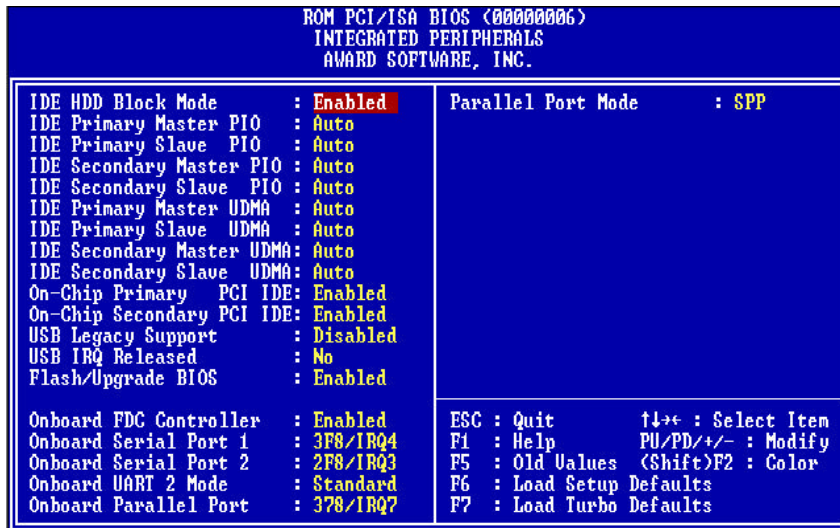 ROM PCI/ISA BIOS (00000006)
INTEGRATED PERIPHERALS
AWARD SOFTWARE, INC.
IDE HDD Block Mode : Enabled
IDE Primary Master PIO : Auto
IDE Primary Slave PIO : Auto
IDE Secondary Master PIO : Auto
IDE Secondary Slave PIO : Auto
IDE Primary Master UDMA : Auto
IDE Primary Slave UDMA : Auto
IDE Secondary Master UDMA: Auto
IDE Secondary Slave UDMA: Auto
On-Chip Primary PCI IDE: Enabled
On-Chip Secondary PCI IDE: Enabled
USB Legacy Support : Disabled
USB IRQ Released : No
Flash/Upgrade BIOS : Enabled
Onboard FDC Controller : Enabled
Onboard Serial Port 1 : 3F8/IRQ4
Onboard Serial Port 2 : 2F8/IRQ3
Onboard UART 2 Mode : Standard
Onboard Parallel Port : 378/IRQ7
Parallel Port Mode : SPP
ESC : Quit ↑↓→← : Select Item
F1 : Help PU/PD/+/- : Modify
F5 : Old Values (Shift)F2 : Color
F6 : Load Setup Defaults
F7 : Load Turbo Defaults